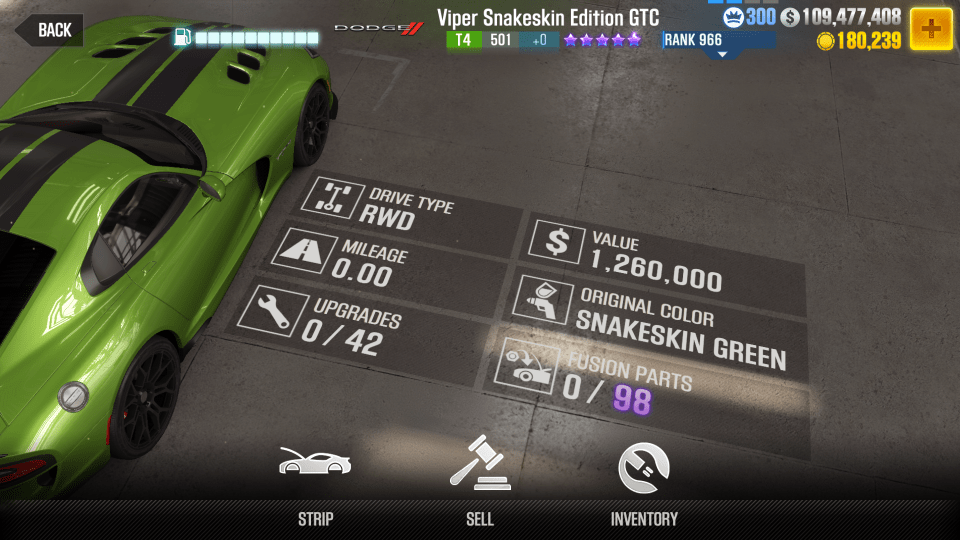 BACK
DODGE
Viper Snakeskin Edition GTC
T4 501 +0
RANK 966
300 $ 109,477,408
180,239
DRIVE TYPE
RWD
MILEAGE
0.00
UPGRADES
0/42
$ VALUE
1,260,000
ORIGINAL COLOR
SNAKESKIN GREEN
FUSION PARTS
0/98
STRIP
SELL
INVENTORY